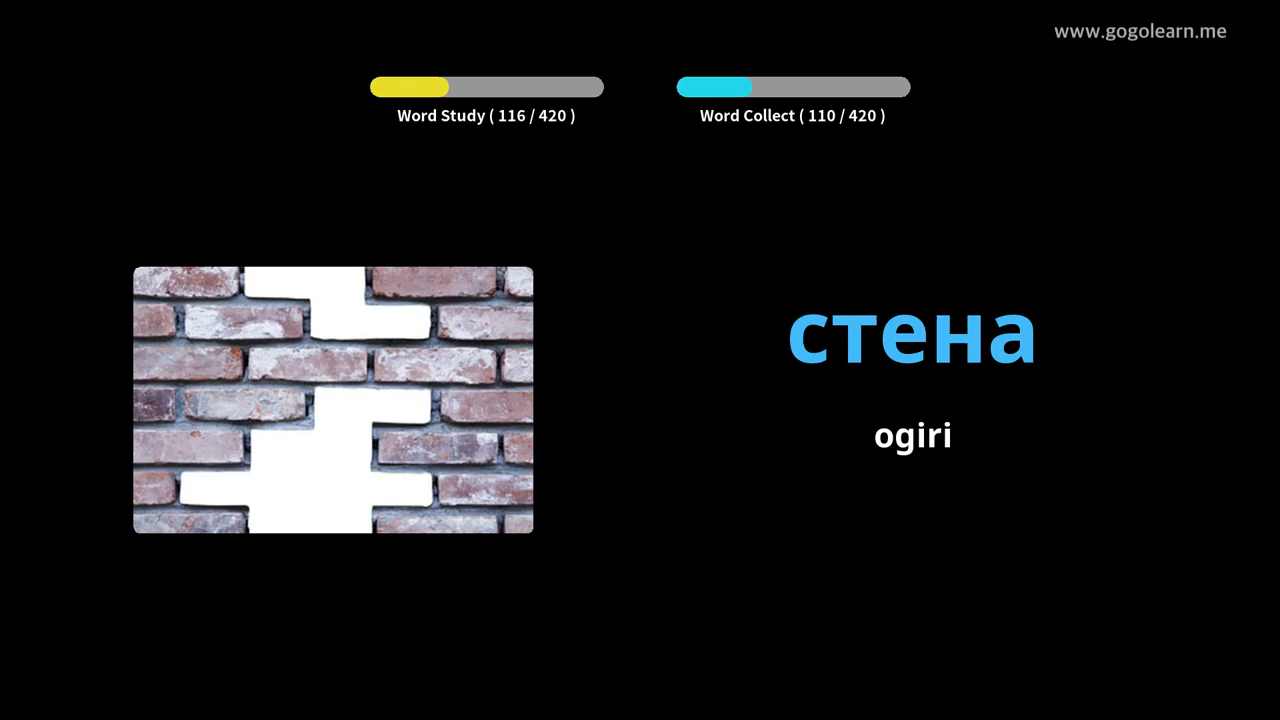 www.gogolearn.me
Word Study ( 116 / 420 )
Word Collect ( 110 / 420 )
стена
ogiri